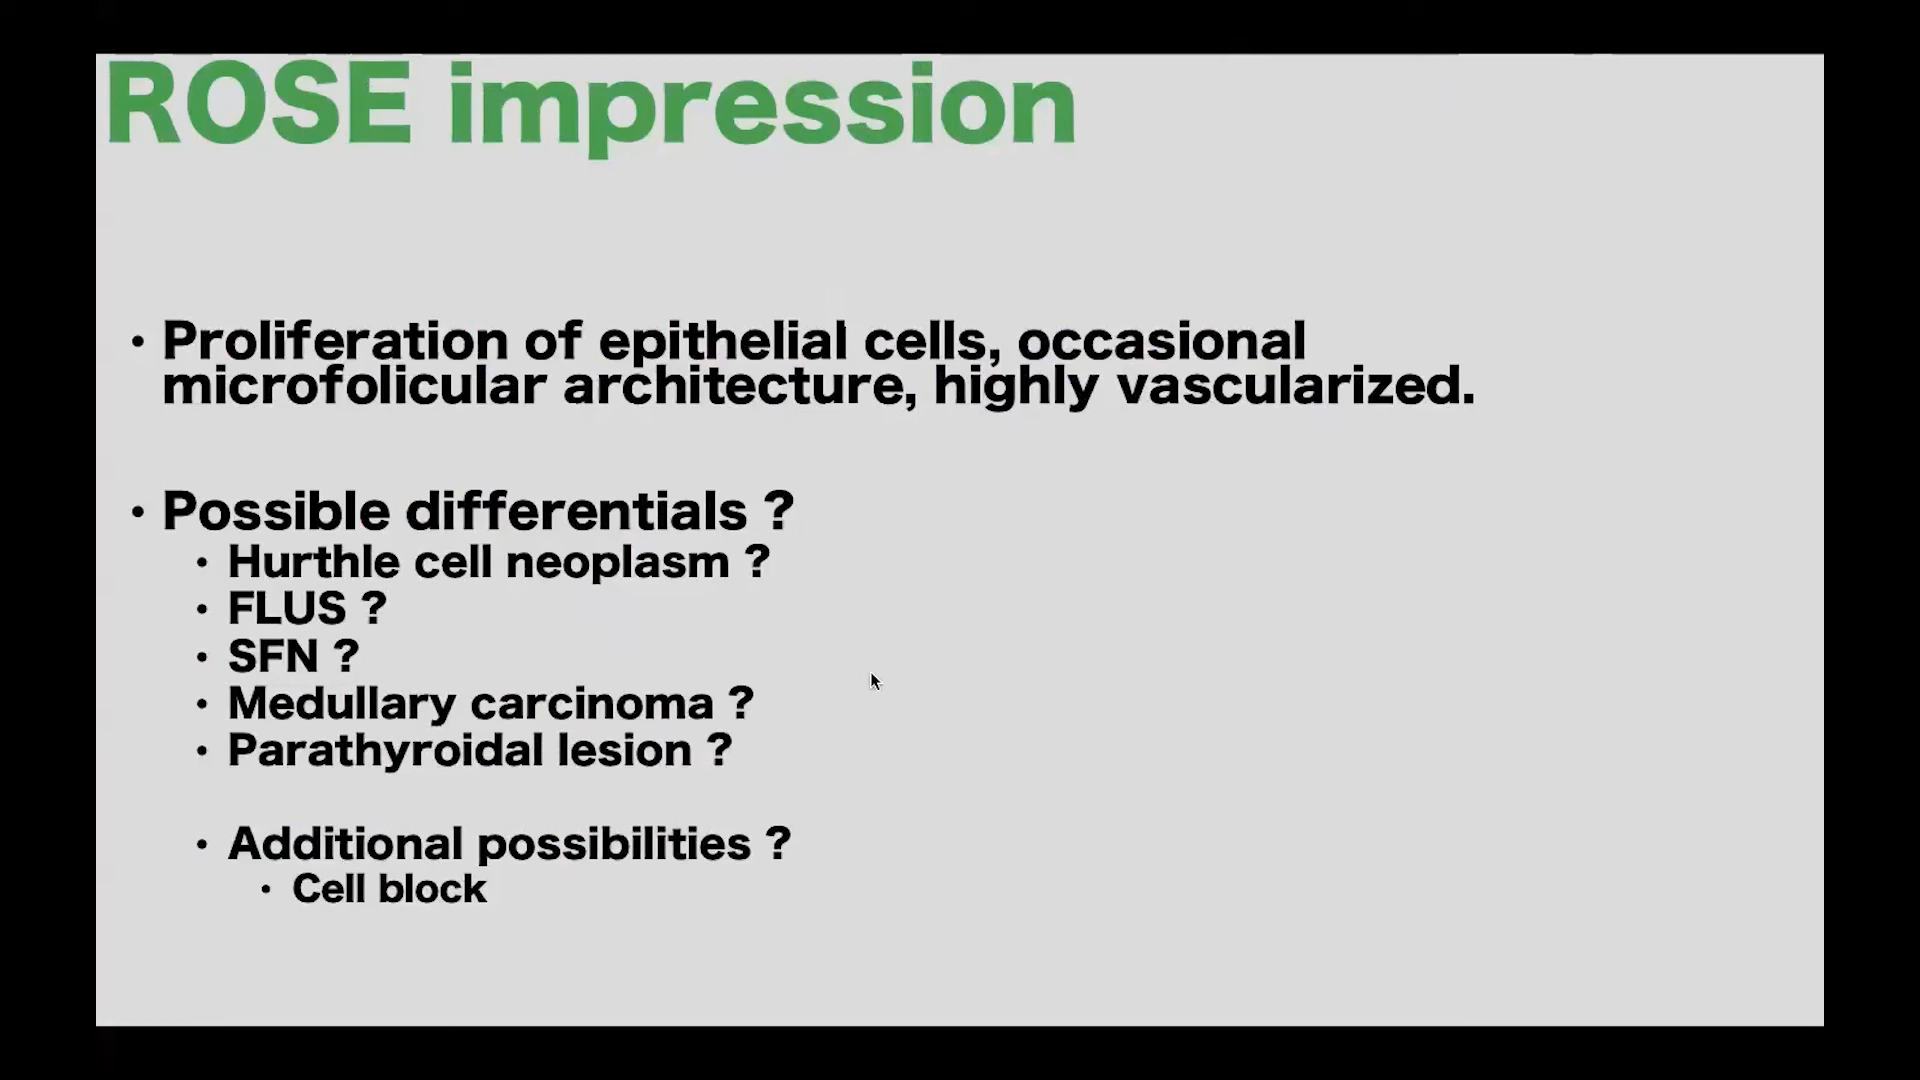 ROSE impression
• Proliferation of epithelial cells, occasional
microfolicular architecture, highly vascularized.
• Possible differentials ?
• Hurthle cell neoplasm ?
• FLUS ?
• SFN ?
• Medullary carcinoma ?
• Parathyroidal lesion ?
• Additional possibilities ?
• Cell block